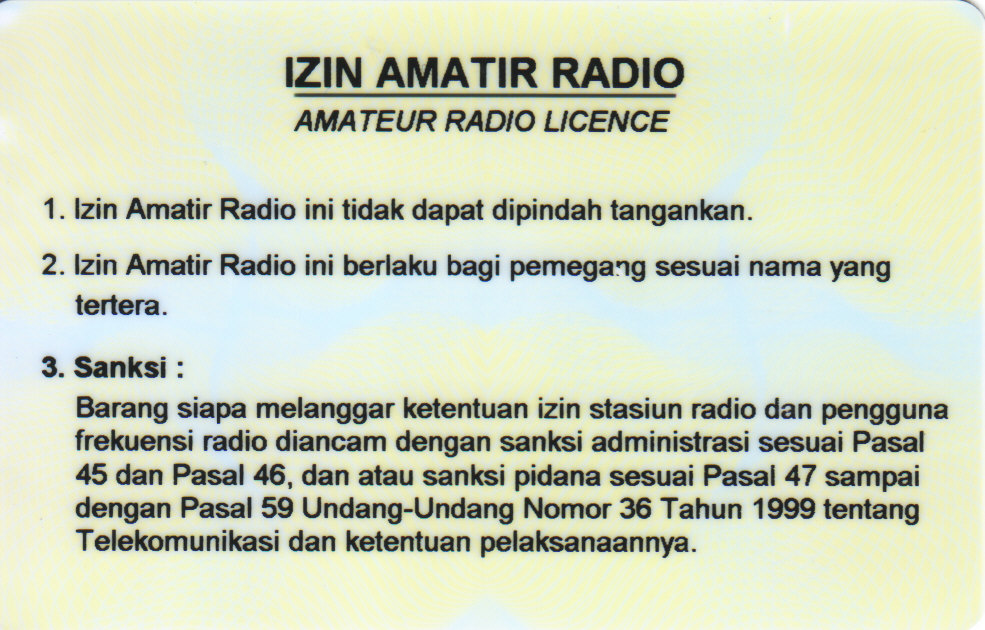 IZIN AMATIR RADIO
AMATEUR RADIO LICENCE
1. Izin Amatir Radio ini tidak dapat dipindah tangankan.
2. Izin Amatir Radio ini berlaku bagi pemegang sesuai nama yang
tertera.
3. Sanksi :
Barang siapa melanggar ketentuan izin stasiun radio dan pengguna
frekuensi radio diancam dengan sanksi administrasi sesuai Pasal
45 dan Pasal 46, dan atau sanksi pidana sesuai Pasal 47 sampai
dengan Pasal 59 Undang-Undang Nomor 36 Tahun 1999 tentang
Telekomunikasi dan ketentuan pelaksanaannya.